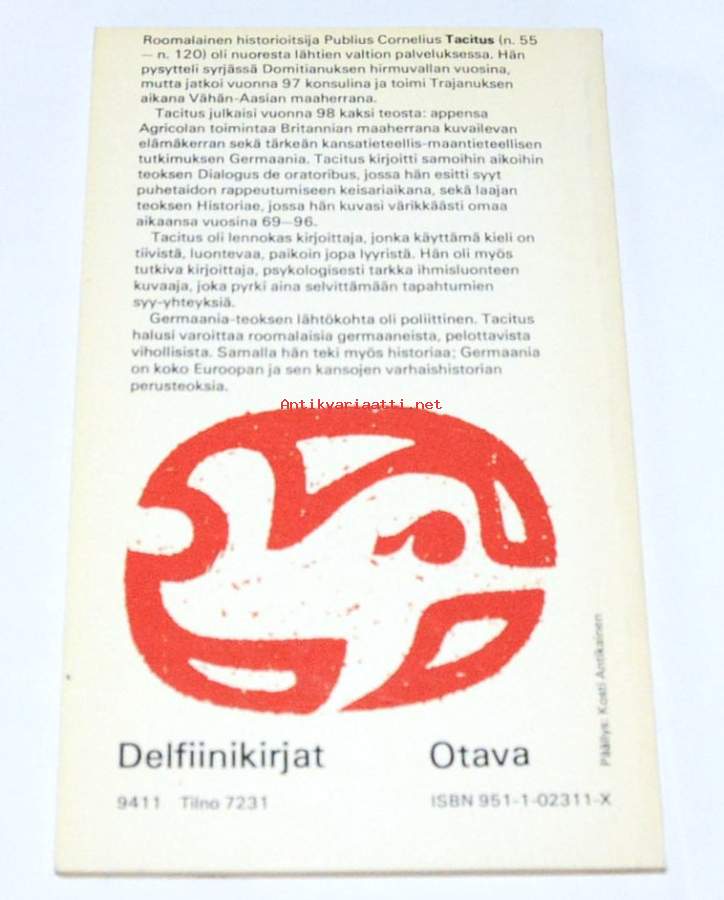 Roomalainen historioitsija Publius Cornelius Tacitus (n. 55
— n. 120) oli nuoresta lähtien valtion palveluksessa. Hän
pysytteli syrjässä Domitianuksen hirmuvallan vuosina,
mutta jatkoi vuonna 97 konsulina ja toimi Trajanuksen
aikana Vähän-Aasian maaherrana.
Tacitus julkaisi vuonna 98 kaksi teosta: appensa
Agricolan toimintaa Britannian maaherrana kuvailevan
elämäkerran sekä tärkeän kansatieteellis-maantieteellisen
tutkimuksen Germaania. Tacitus kirjoitti samoihin aikoihin
teoksen Dialogus de oratoribus, jossa hän esitti syyt
puhetaidon rappeutumiseen keisariaikana, sekä laajan
teoksen Historiae, jossa hän kuvasi värikkäästi omaa
aikaansa vuosina 69—96.
Tacitus oli lennokas kirjoittaja, jonka käyttämä kieli on
tiivistä, luontevaa, paikoin jopa lyyristä. Hän oli myös
tutkiva kirjoittaja, psykologisesti tarkka ihmisluonteen
kuvaaja, joka pyrki aina selvittämään tapahtumien
syy-yhteyksiä.
Germaania-teoksen lähtökohta oli poliittinen. Tacitus
halusi varoittaa roomalaisia germaaneista, pelottavista
vihollisista. Samalla hän teki myös historiaa; Germaania
on koko Euroopan ja sen kansojen varhaishistorian
perusteoksia.
Antikvariaatti.net
Päällys: Kosti Antikainen
Delfiinikirjat Otava
9411 Tilno 7231 ISBN 951-1-02311-X